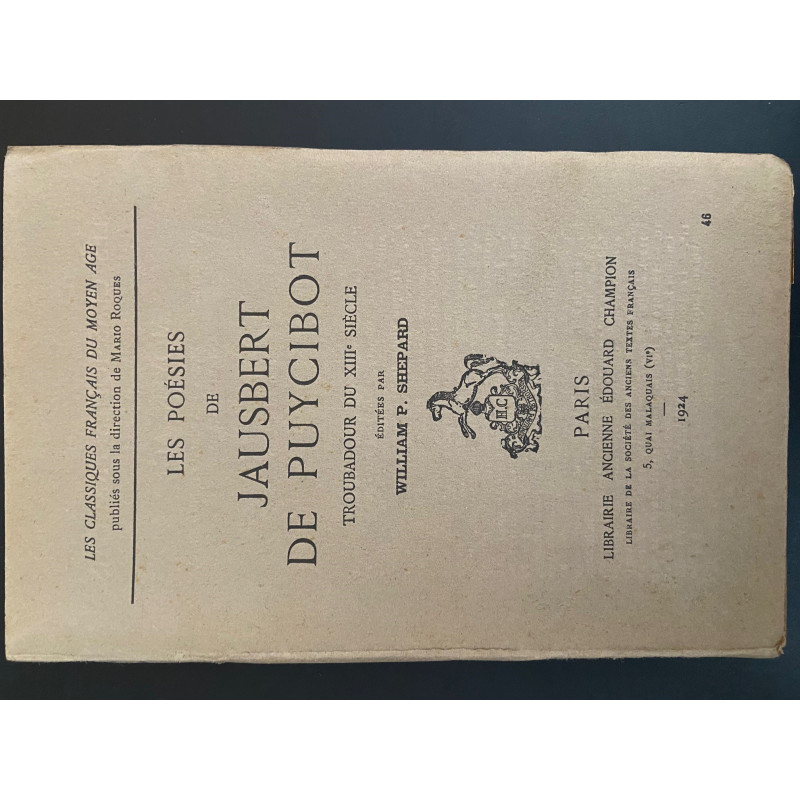 LES CLASSIQUES FRANÇAIS DU MOYEN AGE
publiés sous la direction de MARIO ROQUES
LES POÉSIES
DE
JAUSBERT
DE PUYCIBOT
TROUBADOUR DU XIIIe SIÈCLE
ÉDITÉES PAR
WILLIAM P. SHEPARD
H.C
PARIS
LIBRAIRIE ANCIENNE ÉDOUARD CHAMPION
LIBRAIRE DE LA SOCIÉTÉ DES ANCIENS TEXTES FRANÇAIS
5, QUAI MALAQUAIS (VIe)
1924
46